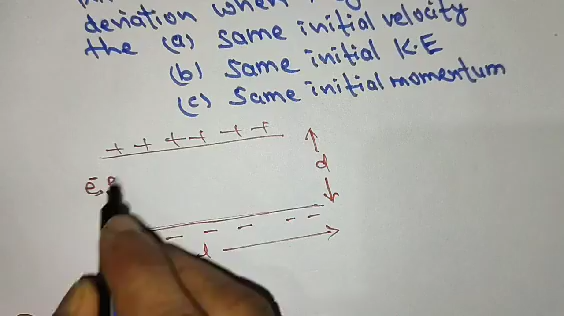 deviation when
the (a) same initial velocity
(b) same initial K.E
(c) same initial momentum
+ + + + + +
d
e⁻,
- - - - -
d